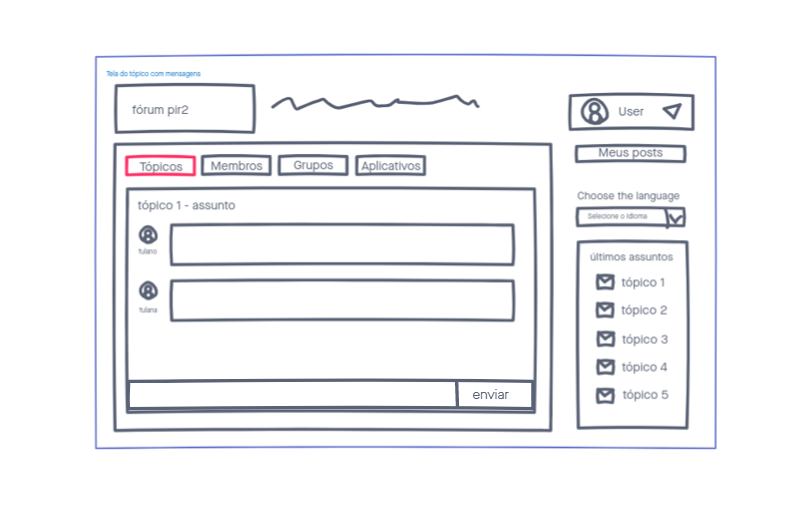 Tela do tópico com mensagens
fórum pir2
User
Meus posts
Tópicos
Membros
Grupos
Aplicativos
Choose the language
Selecione o Idioma
tópico 1 - assunto
fulano
fulana
enviar
últimos assuntos
tópico 1
tópico 2
tópico 3
tópico 4
tópico 5